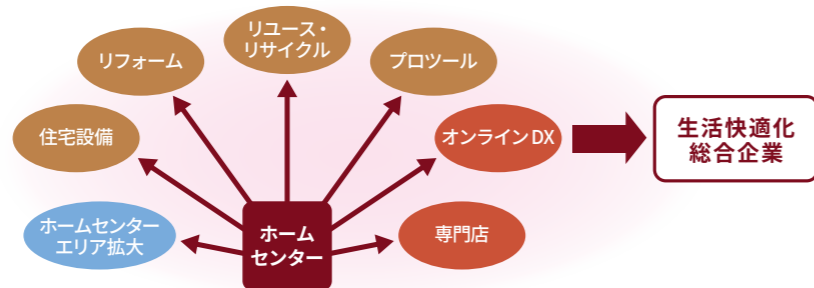 リユース・
リサイクル
リフォーム
プロツール
住宅設備
オンラインDX
生活快適化
総合企業
ホームセンター
エリア拡大
ホーム
センター
専門店